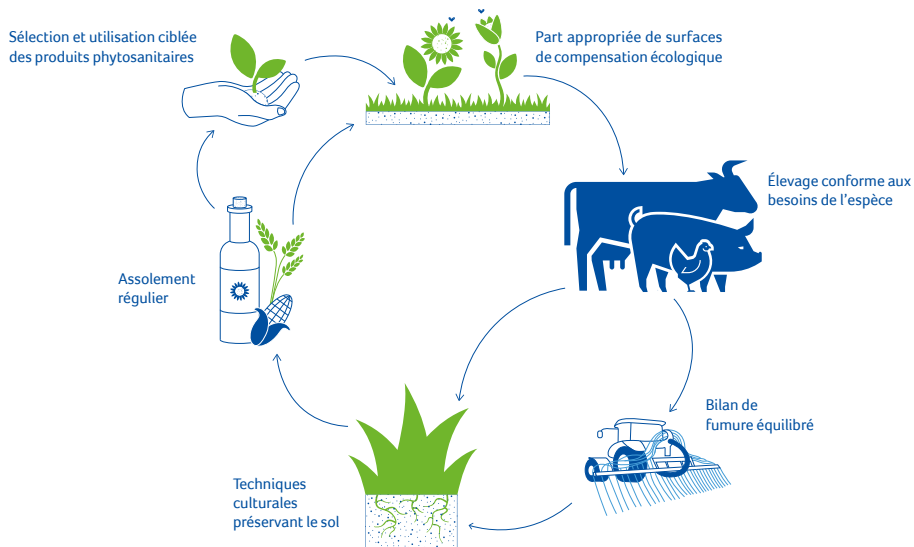 Sélection et utilisation ciblée
des produits phytosanitaires
Part appropriée de surfaces
de compensation écologique
Élevage conforme aux
besoins de l'espèce
Assolement
régulier
Bilan de
fumure équilibré
Techniques
culturales
préservant le sol